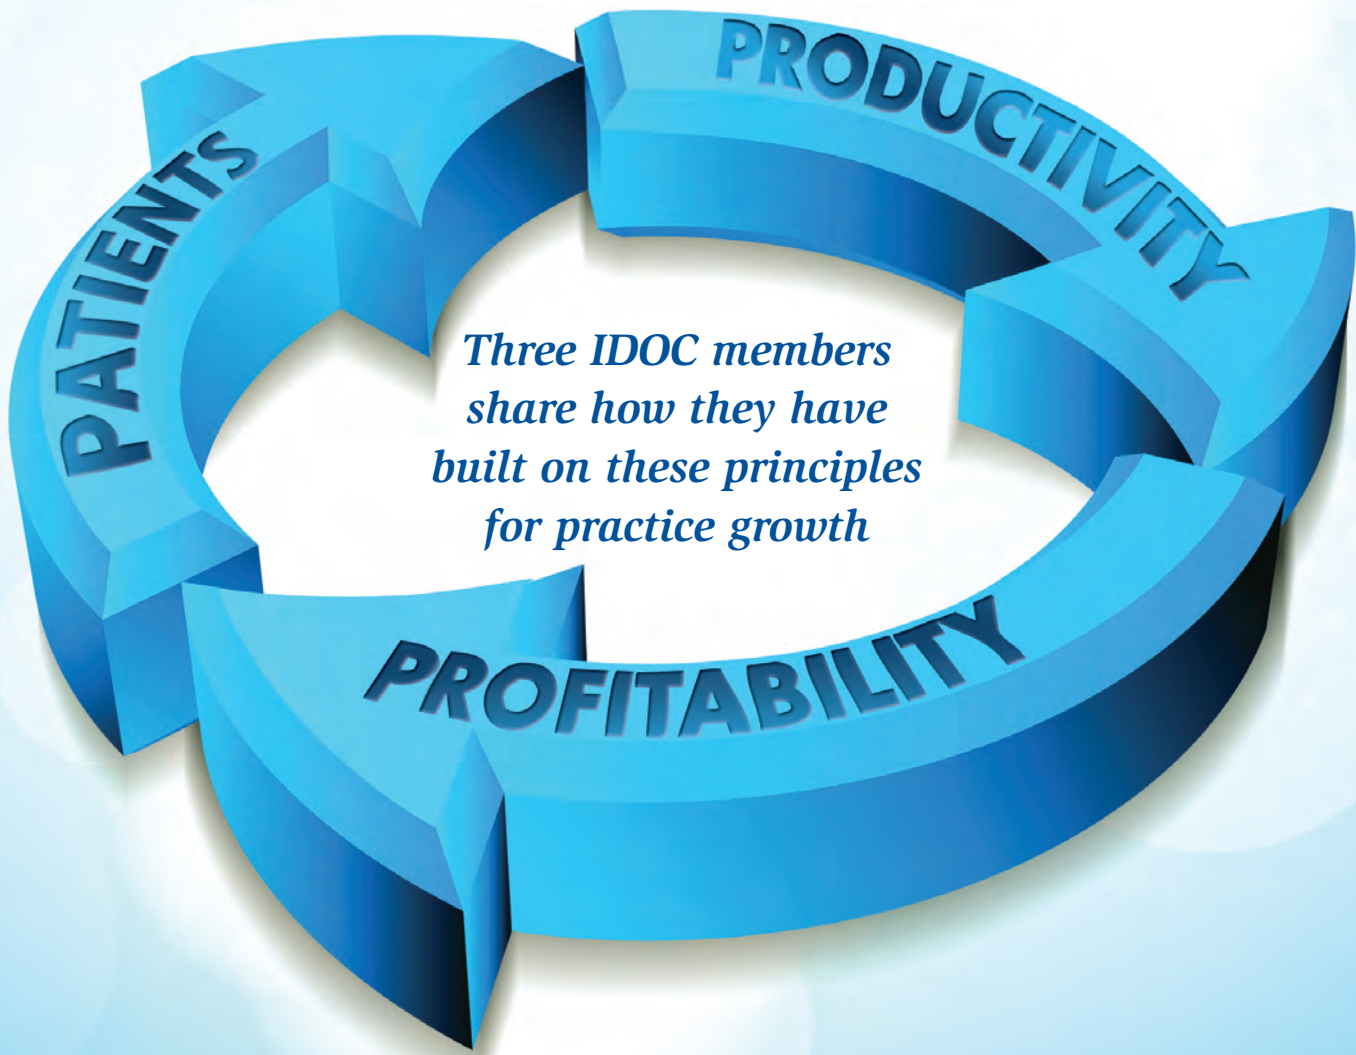 PATIENTS
PRODUCTIVITY
Three IDOC members
share how they have
built on these principles
for practice growth
PROFITABILITY